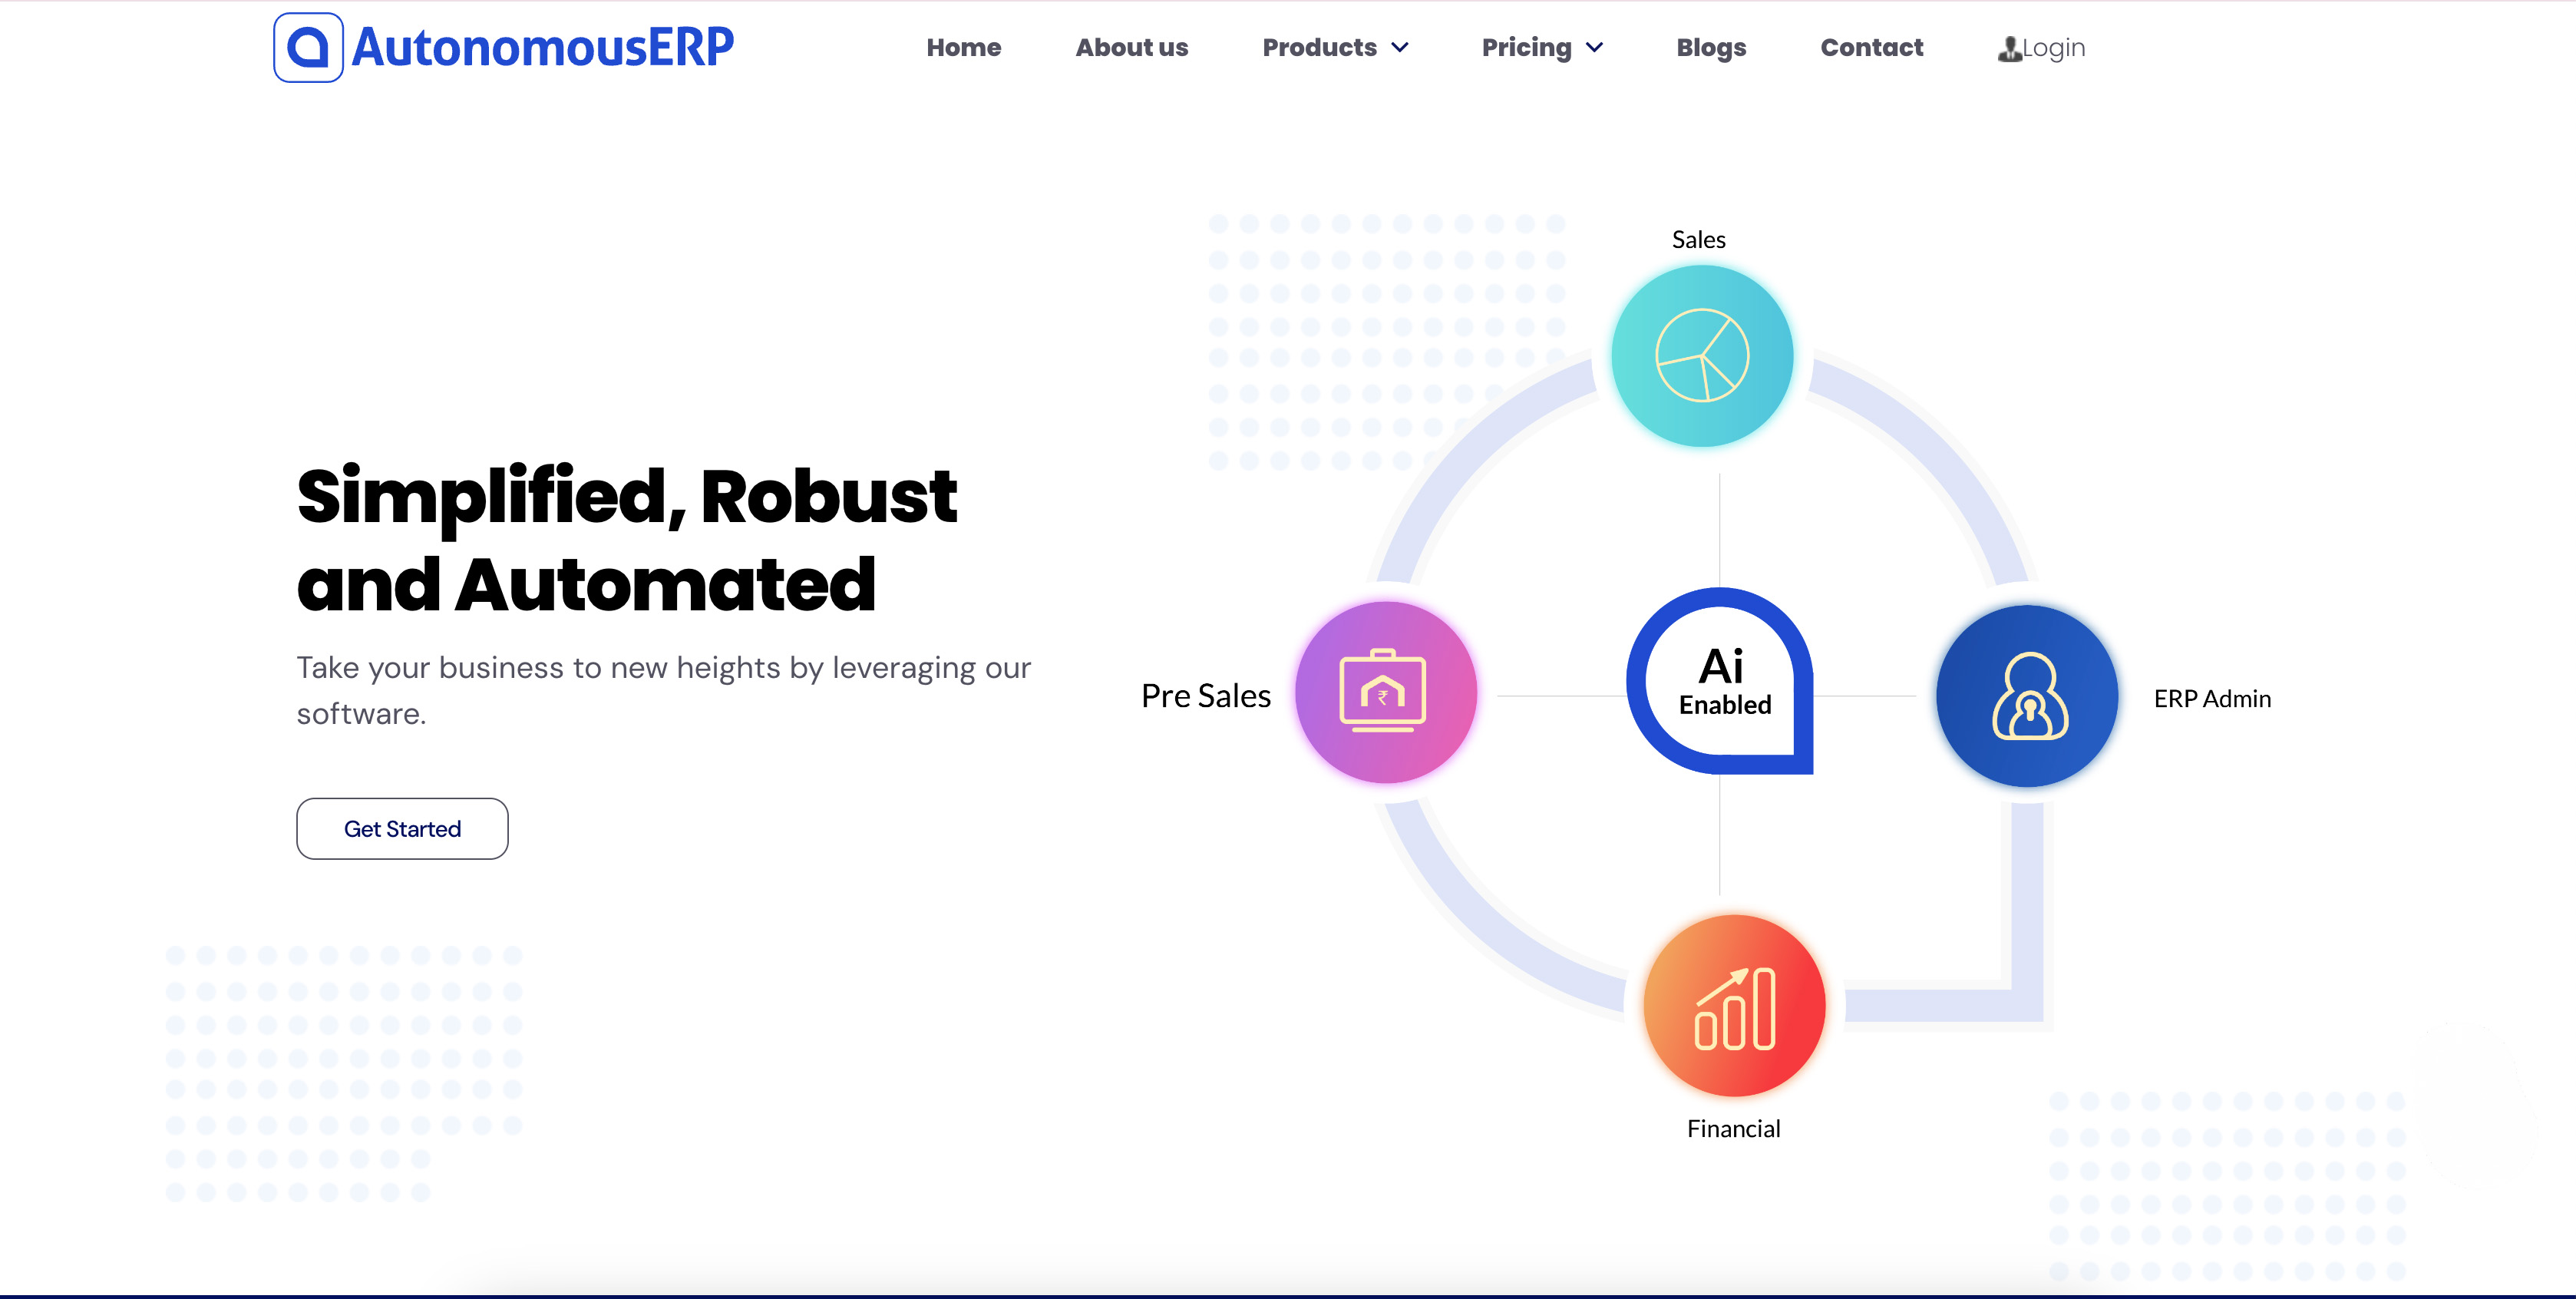 AutonomousERP
Home
About us
Products
Pricing
Blogs
Contact
Login
Simplified, Robust
and Automated
Take your business to new heights by leveraging our
software.
Get Started
Sales
Pre Sales
₹
Ai
Enabled
ERP Admin
Financial